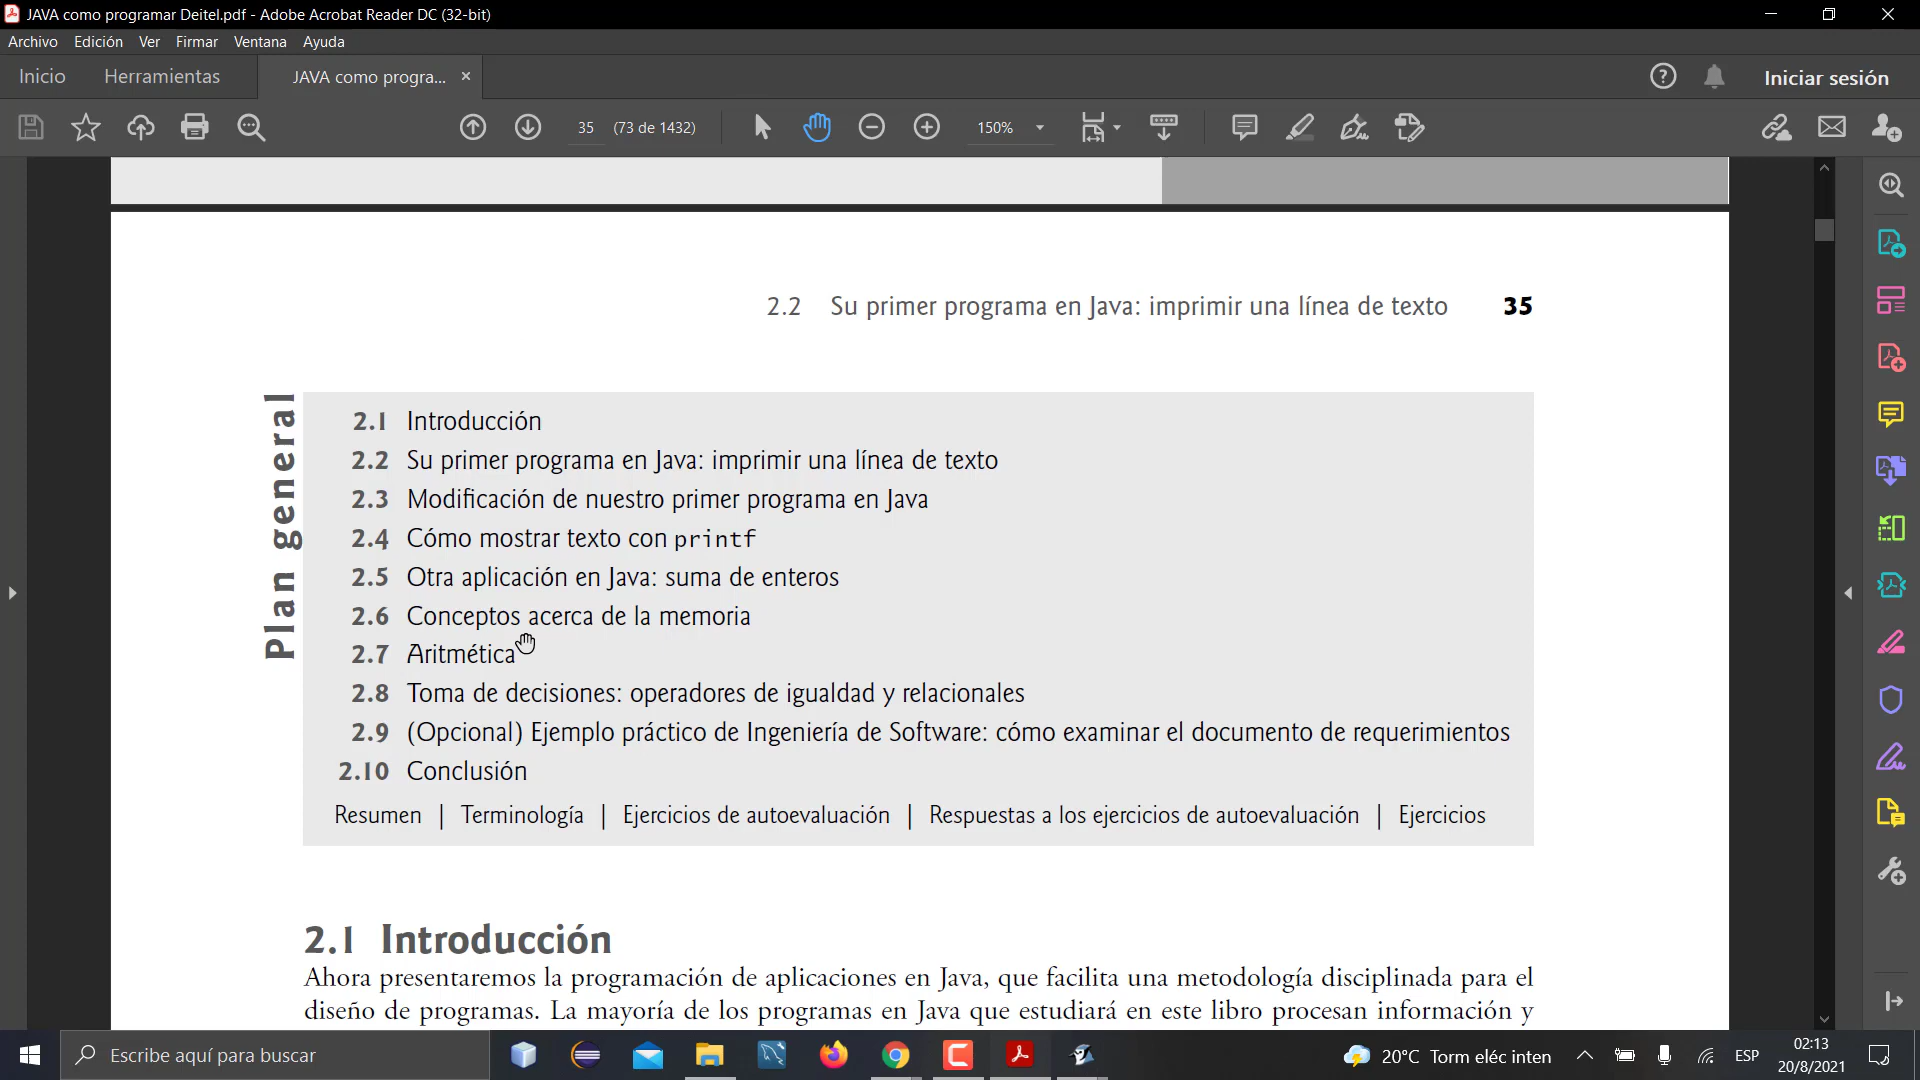 JAVA como programar Deitel.pdf - Adobe Acrobat Reader DC (32-bit)
Archivo Edición Ver Firmar Ventana Ayuda
Inicio Herramientas JAVA como progra... Iniciar sesión
35 (73 de 1432) 150%
2.2 Su primer programa en Java: imprimir una línea de texto 35
Plan general
2.1 Introducción
2.2 Su primer programa en Java: imprimir una línea de texto
2.3 Modificación de nuestro primer programa en Java
2.4 Cómo mostrar texto con printf
2.5 Otra aplicación en Java: suma de enteros
2.6 Conceptos acerca de la memoria
2.7 Aritmética
2.8 Toma de decisiones: operadores de igualdad y relacionales
2.9 (Opcional) Ejemplo práctico de Ingeniería de Software: cómo examinar el documento de requerimientos
2.10 Conclusión
Resumen | Terminología | Ejercicios de autoevaluación | Respuestas a los ejercicios de autoevaluación | Ejercicios
2.1 Introducción
Ahora presentaremos la programación de aplicaciones en Java, que facilita una metodología disciplinada para el
diseño de programas. La mayoría de los programas en Java que estudiará en este libro procesan información y
Escribe aquí para buscar
20°C Torm eléc inten
ESP
02:13
20/8/2021